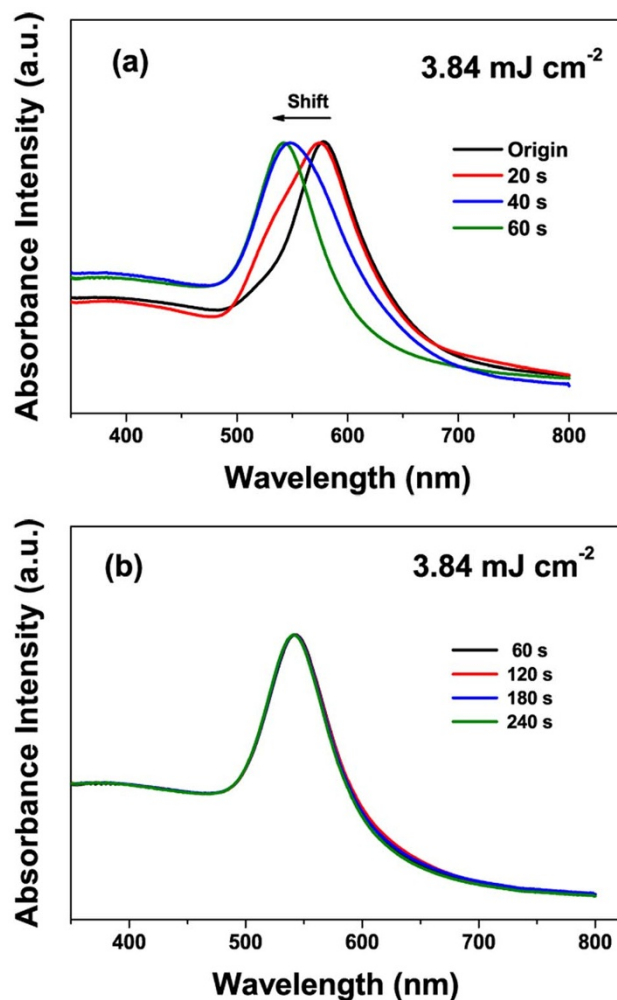 (a)
3.84 mJ cm⁻²
Shift
Origin
20 s
40 s
60 s
Absorbance Intensity (a.u.)
400 500 600 700 800
Wavelength (nm)
(b)
3.84 mJ cm⁻²
60 s
120 s
180 s
240 s
Absorbance Intensity (a.u.)
400 500 600 700 800
Wavelength (nm)